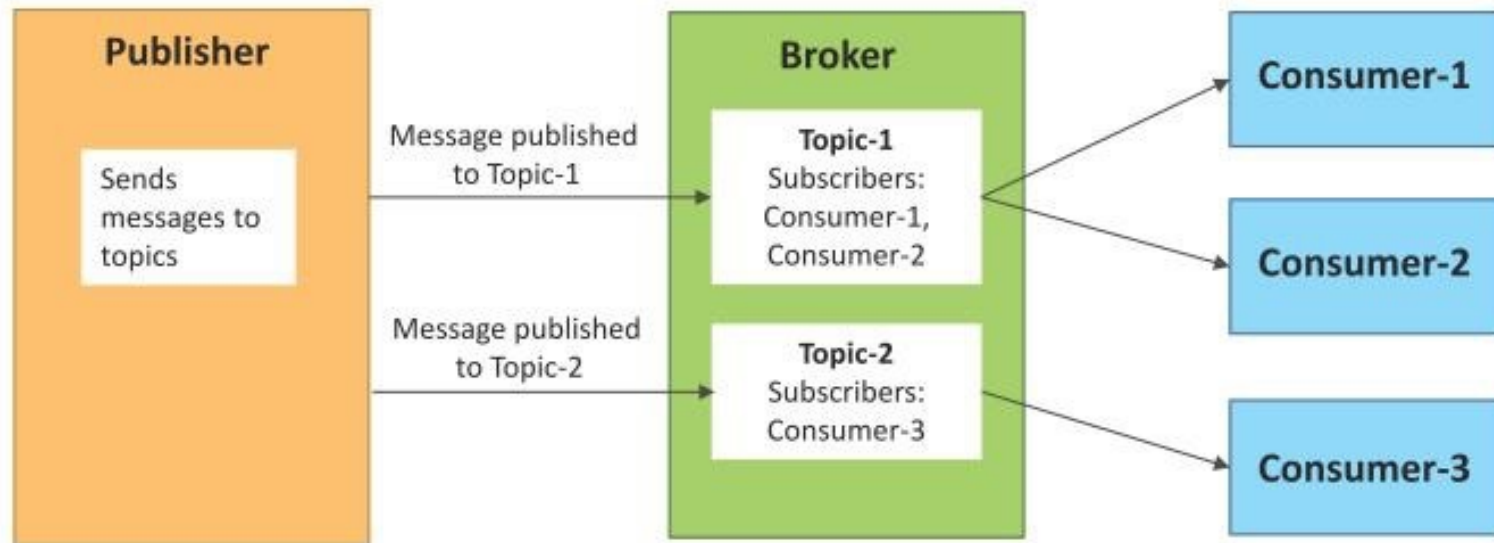 Publisher
Sends
messages to
topics
Message published
to Topic-1
Message published
to Topic-2
Broker
Topic-1
Subscribers:
Consumer-1,
Consumer-2
Topic-2
Subscribers:
Consumer-3
Consumer-1
Consumer-2
Consumer-3